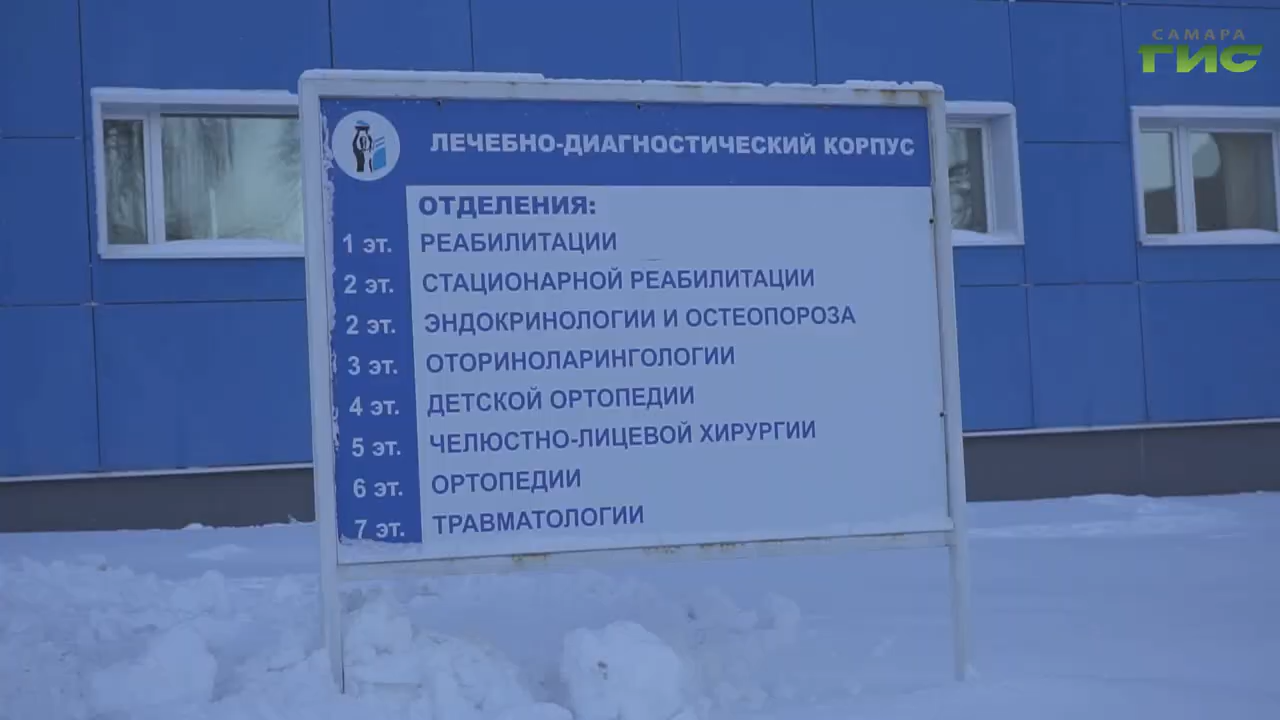 САМАРА
ГИС
ЛЕЧЕБНО-ДИАГНОСТИЧЕСКИЙ КОРПУС
ОТДЕЛЕНИЯ:
1 эт. РЕАБИЛИТАЦИИ
2 эт. СТАЦИОНАРНОЙ РЕАБИЛИТАЦИИ
2 эт. ЭНДОКРИНОЛОГИИ И ОСТЕОПОРОЗА
3 эт. ОТОРИНОЛАРИНГОЛОГИИ
4 эт. ДЕТСКОЙ ОРТОПЕДИИ
5 эт. ЧЕЛЮСТНО-ЛИЦЕВОЙ ХИРУРГИИ
6 эт. ОРТОПЕДИИ
7 эт. ТРАВМАТОЛОГИИ